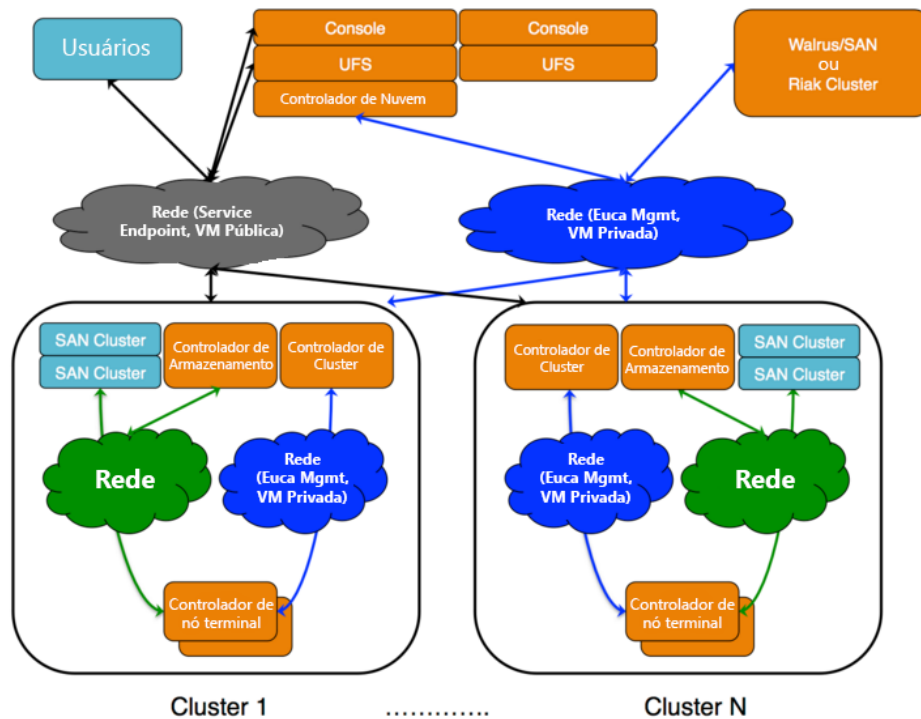 Usuários
Console
Console
UFS
UFS
Controlador de Nuvem
Walrus/SAN
ou
Riak Cluster
Rede (Service
Endpoint, VM Pública)
Rede (Euca Mgmt,
VM Privada)
SAN Cluster
SAN Cluster
Controlador de
Armazenamento
Controlador de
Cluster
Rede
Rede
(Euca Mgmt,
VM Privada)
Controlador de
nó terminal
Controlador de
Cluster
Controlador de
Armazenamento
SAN Cluster
SAN Cluster
Rede
(Euca Mgmt,
VM Privada)
Rede
Controlador de
nó terminal
Cluster 1
.............
Cluster N